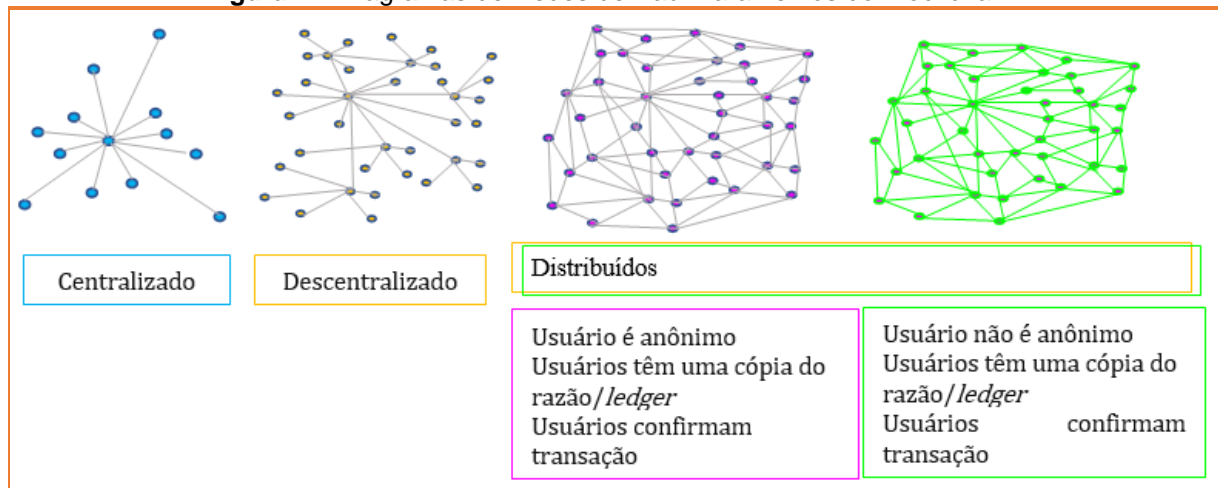 Centralizado
Descentralizado
Distribuídos
Usuário é anônimo
Usuários têm uma cópia do
razão/ledger
Usuários confirmam
transação
Usuário não é anônimo
Usuários têm uma cópia do
razão/ledger
Usuários confirmam
transação